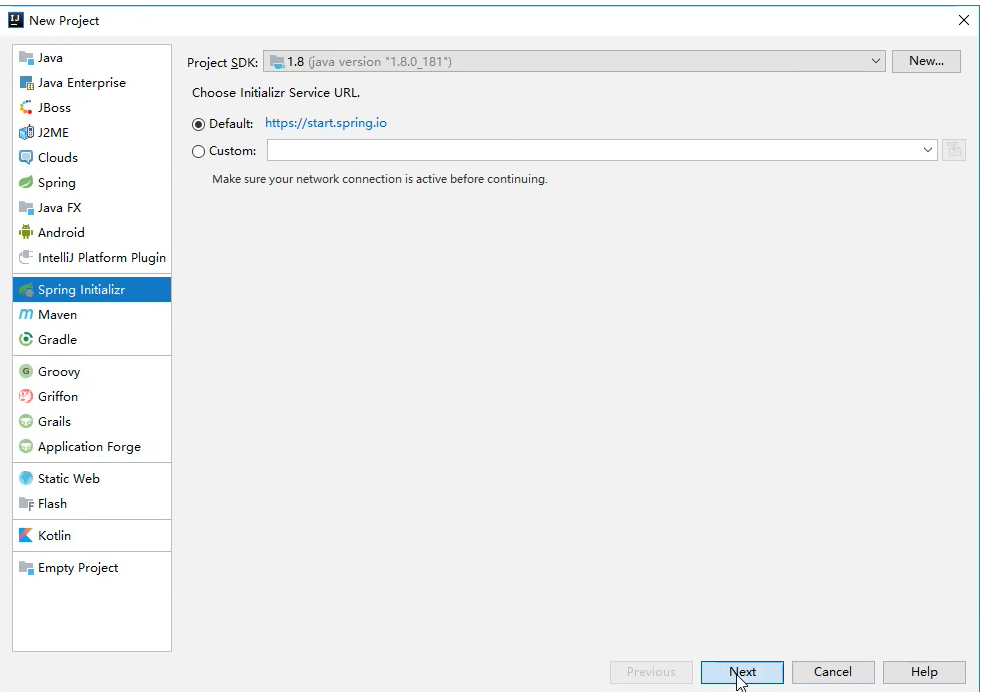 New Project
Java
Java Enterprise
JBoss
J2ME
Clouds
Spring
Java FX
Android
IntelliJ Platform Plugin
Spring Initializr
Maven
Gradle
Groovy
Griffon
Grails
Application Forge
Static Web
Flash
Kotlin
Empty Project
Project SDK: 1.8 (java version "1.8.0_181") New...
Choose Initializr Service URL.
Default: https://start.spring.io
Custom:
Make sure your network connection is active before continuing.
Previous Next Cancel Help